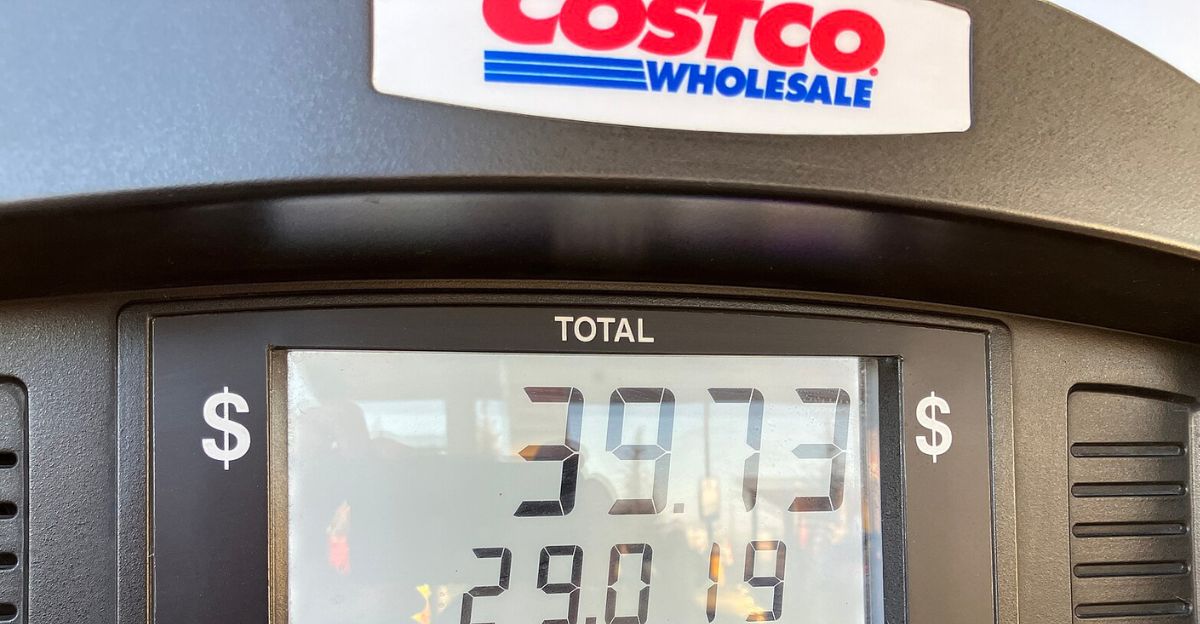 COSTCO
WHOLESALE
TOTAL
$ 39.73 $
29.019